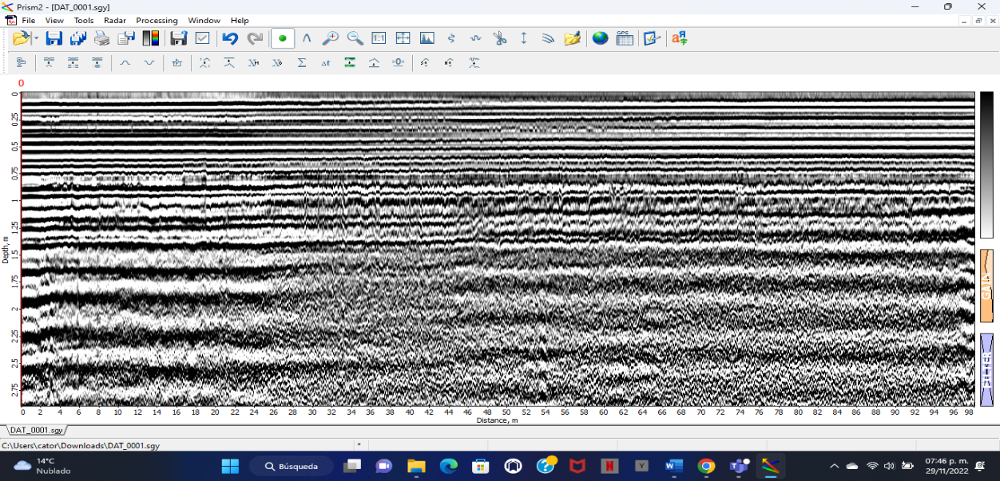 Prism2 - [DAT_0001.sgy]
File View Tools Radar Processing Window Help
1:1
GPS
0
0
0.25
0.5
0.75
1
1.25
1.5
1.75
2
2.25
2.5
2.75
Depth, m
GAIN
FILTER
0 2 4 6 8 10 12 14 16 18 20 22 24 26 28 30 32 34 36 38 40 42 44 46 48 50 52 54 56 58 60 62 64 66 68 70 72 74 76 78 80 82 84 86 88 90 92 94 96 98
Distance, m
DAT_0001.sgy
C:\Users\cator\Downloads\DAT_0001.sgy *
14°C
Nublado
Búsqueda
07:46 p. m.
29/11/2022